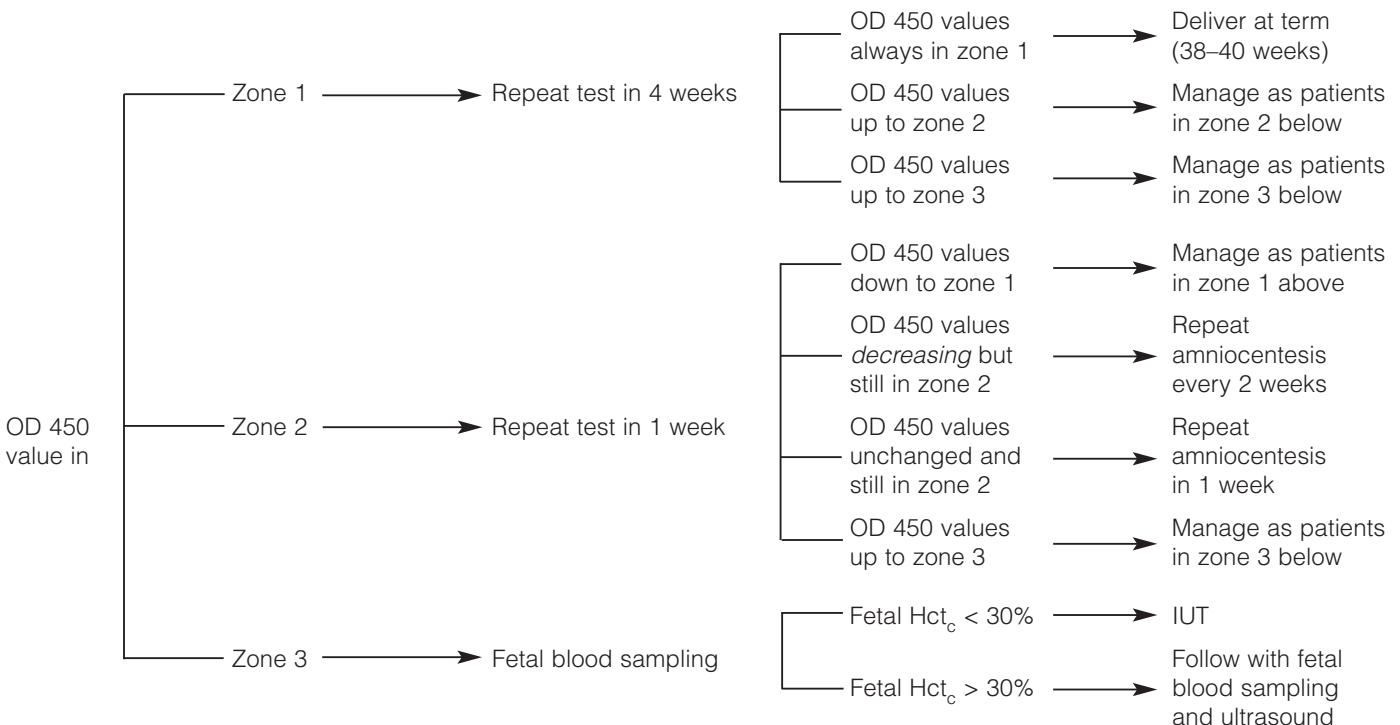 OD 450
value in
Zone 1
Repeat test in 4 weeks
OD 450 values
always in zone 1
Deliver at term
(38–40 weeks)
OD 450 values
up to zone 2
Manage as patients
in zone 2 below
OD 450 values
up to zone 3
Manage as patients
in zone 3 below
Zone 2
Repeat test in 1 week
OD 450 values
down to zone 1
Manage as patients
in zone 1 above
OD 450 values
decreasing but
still in zone 2
Repeat
amniocentesis
every 2 weeks
OD 450 values
unchanged and
still in zone 2
Repeat
amniocentesis
in 1 week
OD 450 values
up to zone 3
Manage as patients
in zone 3 below
Zone 3
Fetal blood sampling
Fetal Hctc < 30%
IUT
Fetal Hctc > 30%
Follow with fetal
blood sampling
and ultrasound